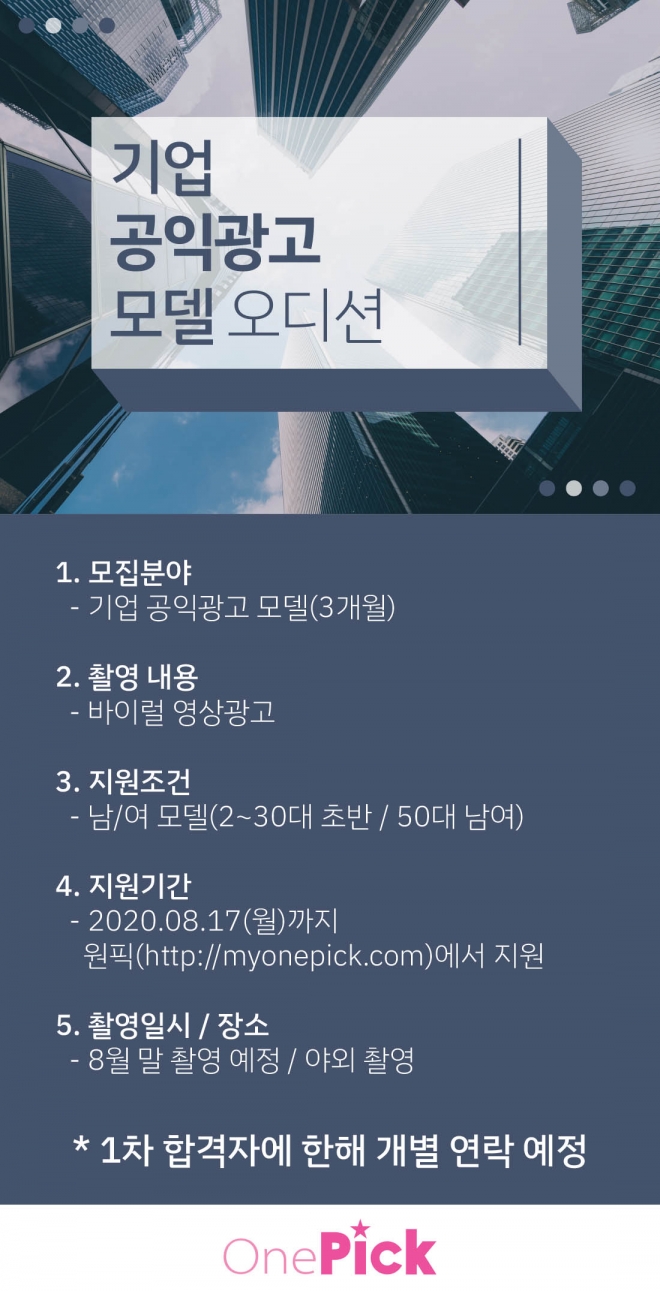 기업
공익광고
모델 오디션
1. 모집분야
- 기업 공익광고 모델(3개월)
2. 촬영 내용
- 바이럴 영상광고
3. 지원조건
- 남/여 모델(2~30대 초반 / 50대 남여)
4. 지원기간
- 2020.08.17(월)까지
원픽(http://myonepick.com)에서 지원
5. 촬영일시 / 장소
- 8월 말 촬영 예정 / 야외 촬영
* 1차 합격자에 한해 개별 연락 예정
OnePick